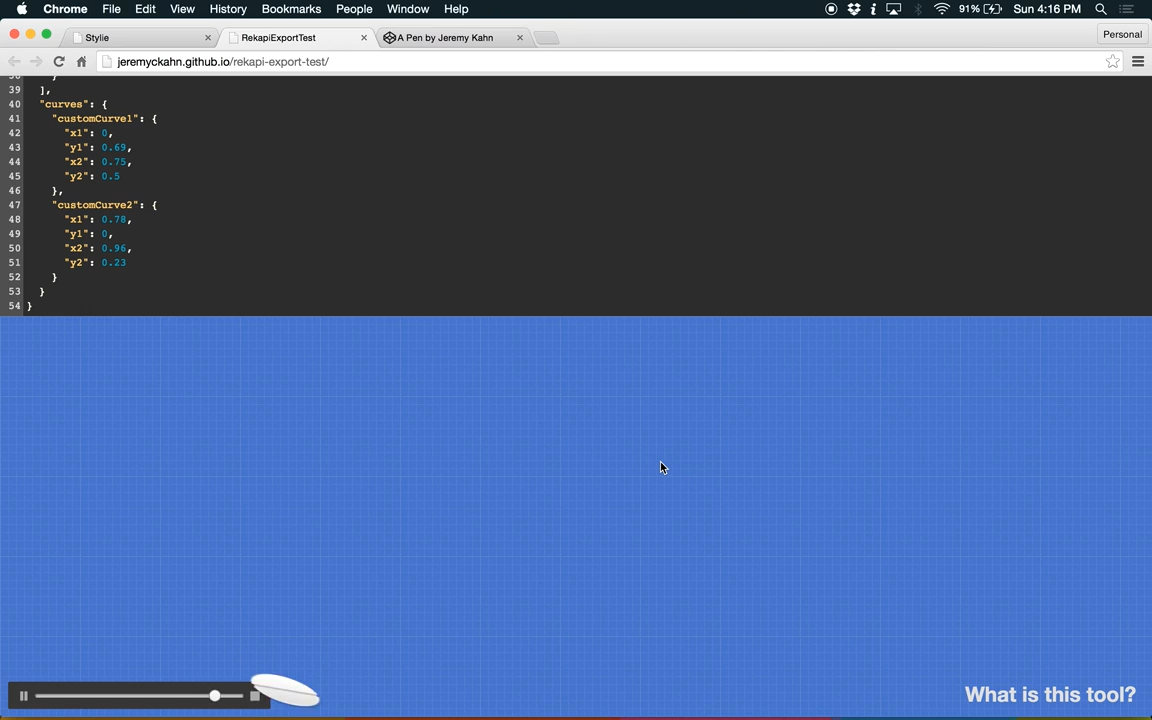 Chrome File Edit View History Bookmarks People Window Help 91% Sun 4:16 PM
Stylie RekapiExportTest A Pen by Jeremy Kahn Personal
jeremyckahn.github.io/rekapi-export-test/
38 }
39 ],
40 "curves": {
41 "customCurve1": {
42 "x1": 0,
43 "y1": 0.69,
44 "x2": 0.75,
45 "y2": 0.5
46 },
47 "customCurve2": {
48 "x1": 0.78,
49 "y1": 0,
50 "x2": 0.96,
51 "y2": 0.23
52 }
53 }
54 }
What is this tool?